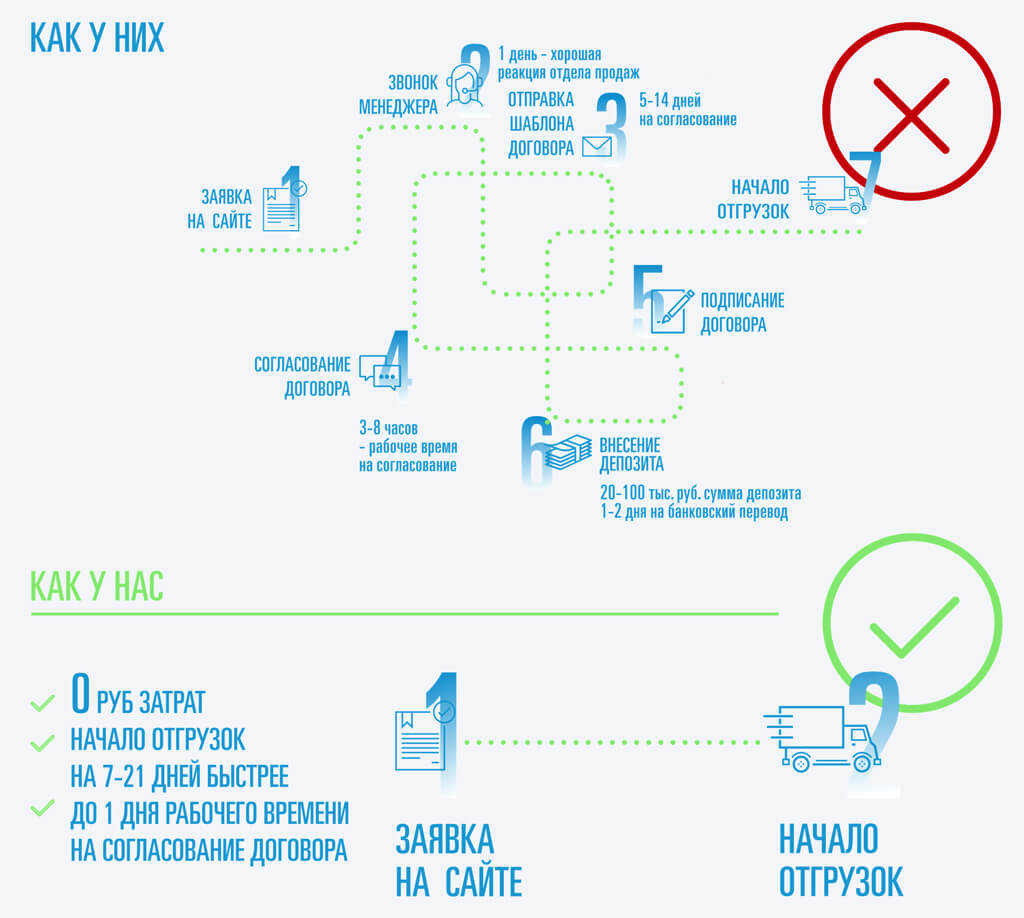 КАК У НИХ
1
ЗАЯВКА
НА САЙТЕ
2
ЗВОНОК
МЕНЕДЖЕРА
1 день – хорошая
реакция отдела продаж
3
ОТПРАВКА
ШАБЛОНА
ДОГОВОРА
5-14 дней
на согласование
4
СОГЛАСОВАНИЕ
ДОГОВОРА
3-8 часов
– рабочее время
на согласование
5
ПОДПИСАНИЕ
ДОГОВОРА
6
ВНЕСЕНИЕ
ДЕПОЗИТА
20-100 тыс. руб. сумма депозита
1-2 дня на банковский перевод
7
НАЧАЛО
ОТГРУЗОК
КАК У НАС
0 РУБ ЗАТРАТ
НАЧАЛО ОТГРУЗОК
НА 7-21 ДНЕЙ БЫСТРЕЕ
ДО 1 ДНЯ РАБОЧЕГО ВРЕМЕНИ
НА СОГЛАСОВАНИЕ ДОГОВОРА
1
ЗАЯВКА
НА САЙТЕ
2
НАЧАЛО
ОТГРУЗОК